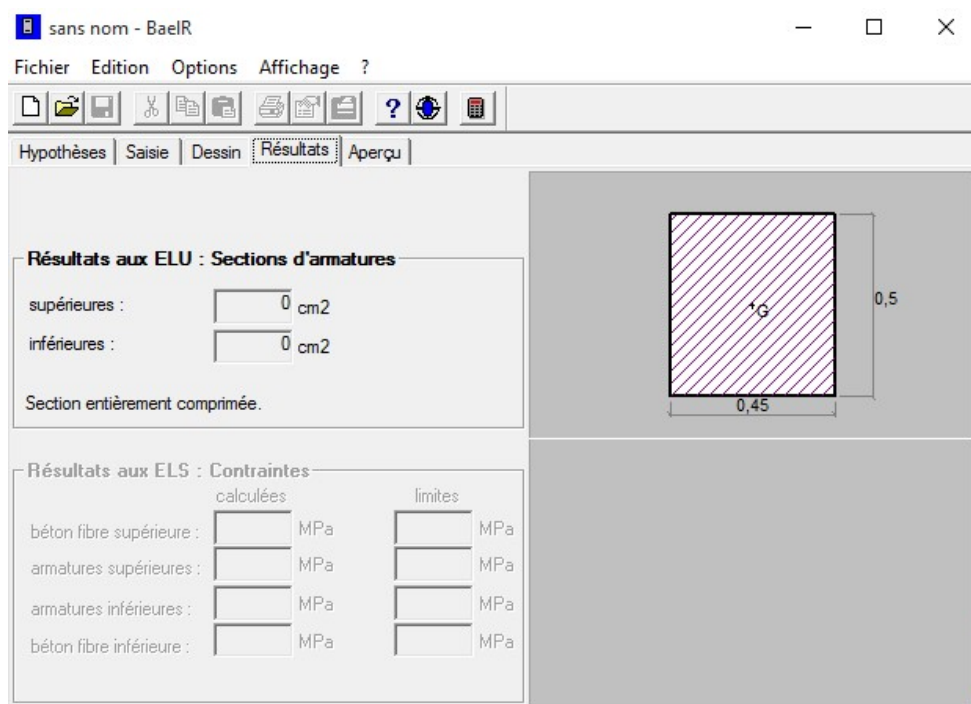 sans nom - BaelR
Fichier Edition Options Affichage ?
Hypothèses Saisie Dessin Résultats Aperçu
Résultats aux ELU : Sections d'armatures
supérieures : 0 cm2
inférieures : 0 cm2
Section entièrement comprimée.
G
0,5
0,45
Résultats aux ELS : Contraintes
calculées limites
béton fibre supérieure : MPa MPa
armatures supérieures : MPa MPa
armatures inférieures : MPa MPa
béton fibre inférieure : MPa MPa